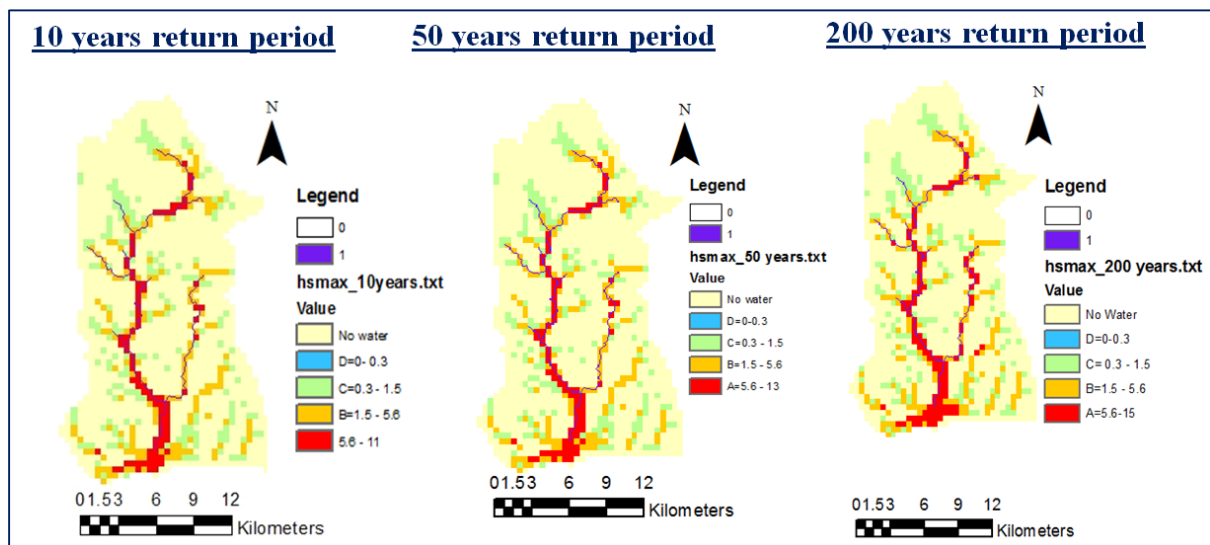 10 years return period
N
Legend
0
1
hsmax_10years.txt
Value
No water
D=0- 0.3
C=0.3 - 1.5
B=1.5 - 5.6
5.6 - 11
01.53 6 9 12
Kilometers
50 years return period
N
Legend
0
1
hsmax_50 years.txt
Value
No water
D=0-0.3
C=0.3 - 1.5
B=1.5 - 5.6
A=5.6 - 13
01.53 6 9 12
Kilometers
200 years return period
N
Legend
0
1
hsmax_200 years.txt
Value
No Water
D=0-0.3
C=0.3 - 1.5
B=1.5 - 5.6
A=5.6-15
01.53 6 9 12
Kilometers